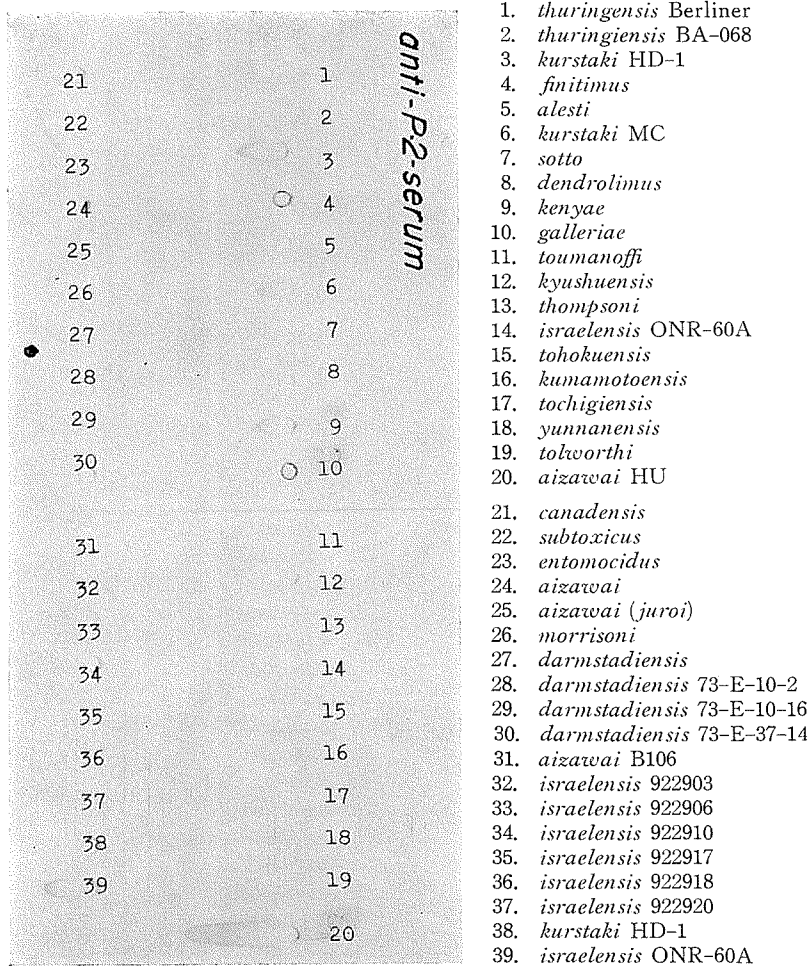 anti-P2-serum
21 1
22 2
23 3
24 4
25 5
26 6
27 7
28 8
29 9
30 10
31 11
32 12
33 13
34 14
35 15
36 16
37 17
38 18
39 19
20
1. thuringensis Berliner
2. thuringiensis BA-068
3. kurstaki HD-1
4. finitimus
5. alesti
6. kurstaki MC
7. sotto
8. dendrolimus
9. kenyae
10. galleriae
11. toumanoffi
12. kyushuensis
13. thompsoni
14. israelensis ONR-60A
15. tohokuensis
16. kumamotoensis
17. tochigiensis
18. yunnanensis
19. tolworthi
20. aizawai HU
21. canadensis
22. subtoxicus
23. entomocidus
24. aizawai
25. aizawai (juroi)
26. morrisoni
27. darmstadiensis
28. darmstadiensis 73-E-10-2
29. darmstadiensis 73-E-10-16
30. darmstadiensis 73-E-37-14
31. aizawai B106
32. israelensis 922903
33. israelensis 922906
34. israelensis 922910
35. israelensis 922917
36. israelensis 922918
37. israelensis 922920
38. kurstaki HD-1
39. israelensis ONR-60A